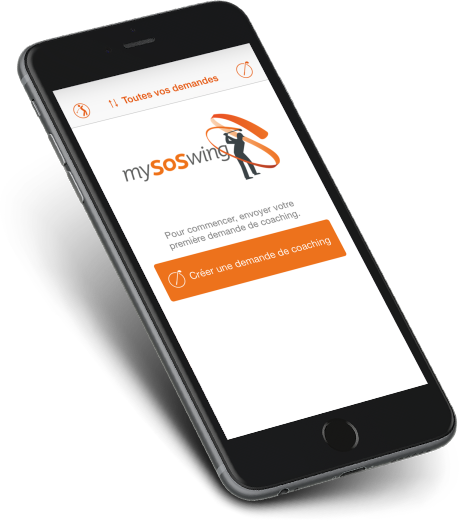 Toutes vos demandes
mySOSwing
Pour commencer, envoyer votre
première demande de coaching.
Créer une demande de coaching